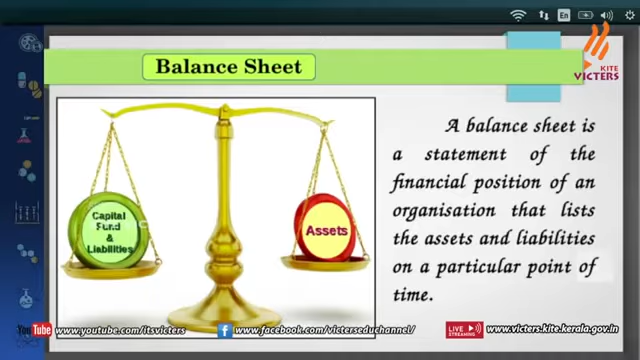 En
KITE
VICTERS
Balance Sheet
A balance sheet is
a statement of the
financial position of an
organisation that lists
the assets and liabilities
on a particular point of
time.
Capital
Fund
&
Liabilities
Assets
YouTube www.youtube.com/itsvicters
f www.facebook.com/victerseduchannel/
LIVE STREAMING www.victers.kite.kerala.gov.in